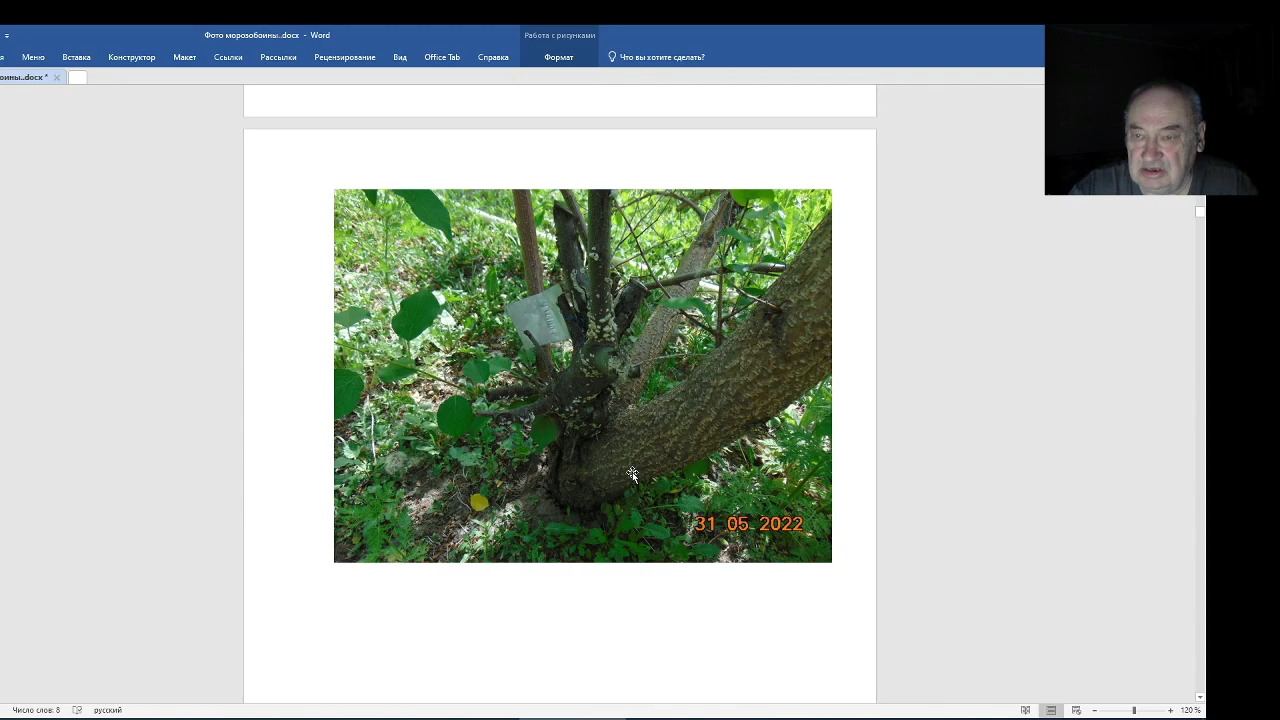 Фото морозобоины..docx - Word
Работа с рисунками
я Меню Вставка Конструктор Макет Ссылки Рассылки Рецензирование Вид Office Tab Справка Формат Что вы хотите сделать?
оины..docx *
31 05 2022
Число слов: 8 русский 120 %